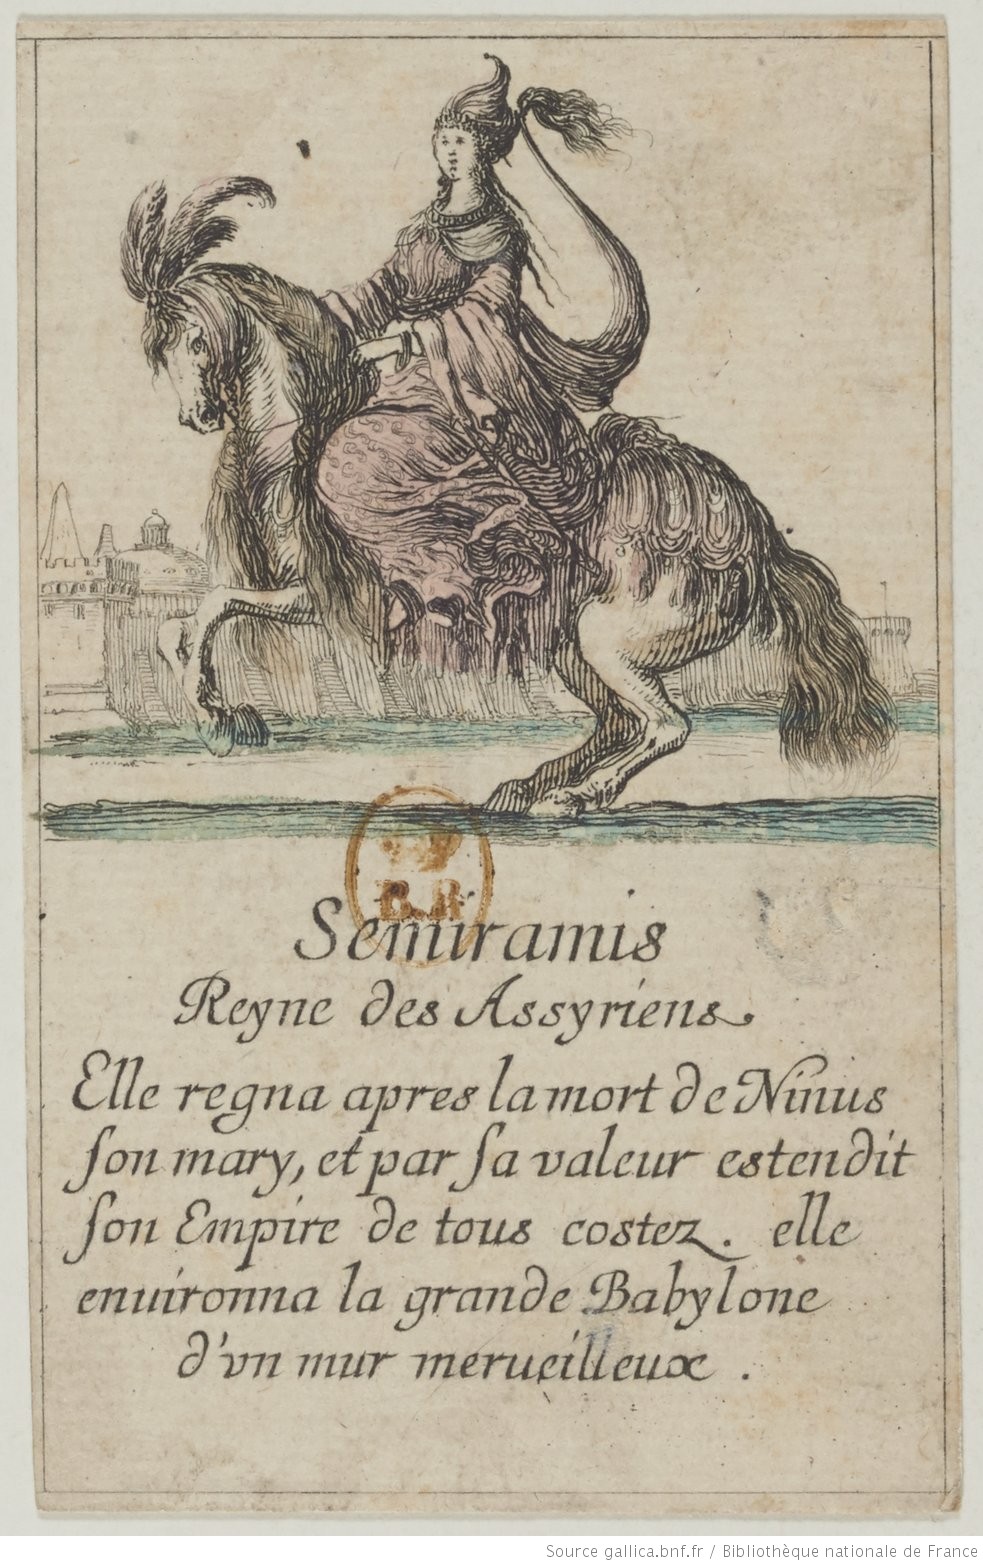 B.R
Semiramis
Reyne des Assyriens
Elle regna apres la mort de Ninus
ſon mary, et par ſa valeur estendit
ſon Empire de tous costez. elle
enuironna la grande Babylone
d'vn mur merueilleux.
Source gallica.bnf.fr / Bibliothèque nationale de France